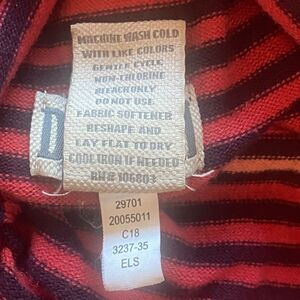 MACHINE WASH COLD
WITH LIKE COLORS
GENTLE CYCLE
NON-CHLORINE
BLEACH ONLY
DO NOT USE
FABRIC SOFTENER
RESHAPE AND
LAY FLAT TO DRY
COOL IRON IF NEEDED
RN# 106803
D
29701
20055011
C18
3237-35
ELS